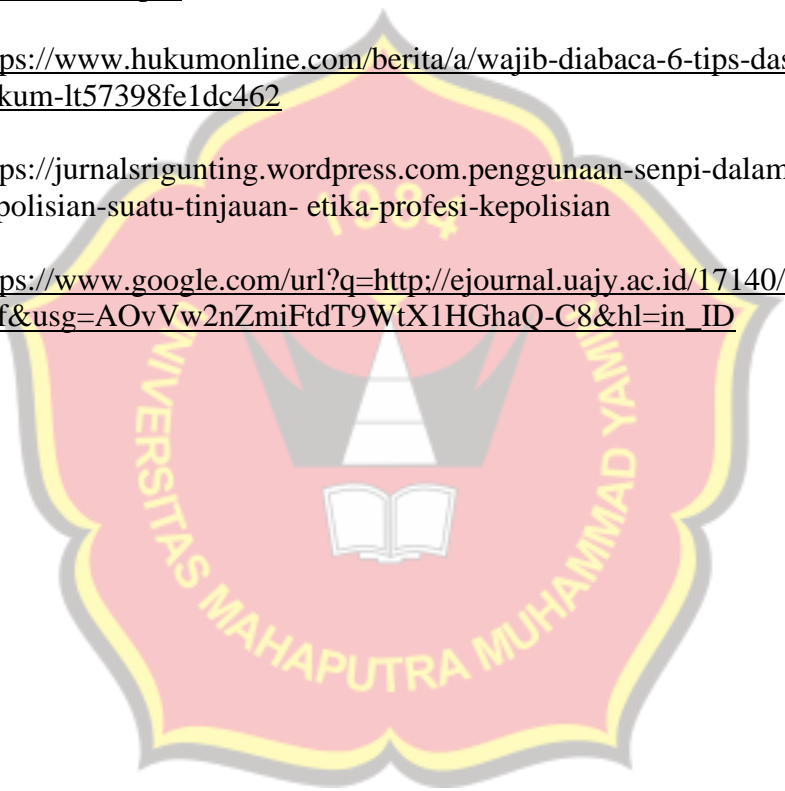 ps://www.hukumonline.com/berita/a/wajib-diabaca-6-tips-das
kum-lt57398fe1dc462
ps://jurnalsrigunting.wordpress.com.penggunaan-senpi-dalam
polisian-suatu-tinjauan- etika-profesi-kepolisian
ps://www.google.com/url?q=http;//ejournal.uajy.ac.id/17140/
f&usg=AOvVw2nZmiFtdT9WtX1HGhaQ-C8&hl=in_ID
1984
UNIVERSITAS MAHAPUTRA MUHAMMAD YAMIN